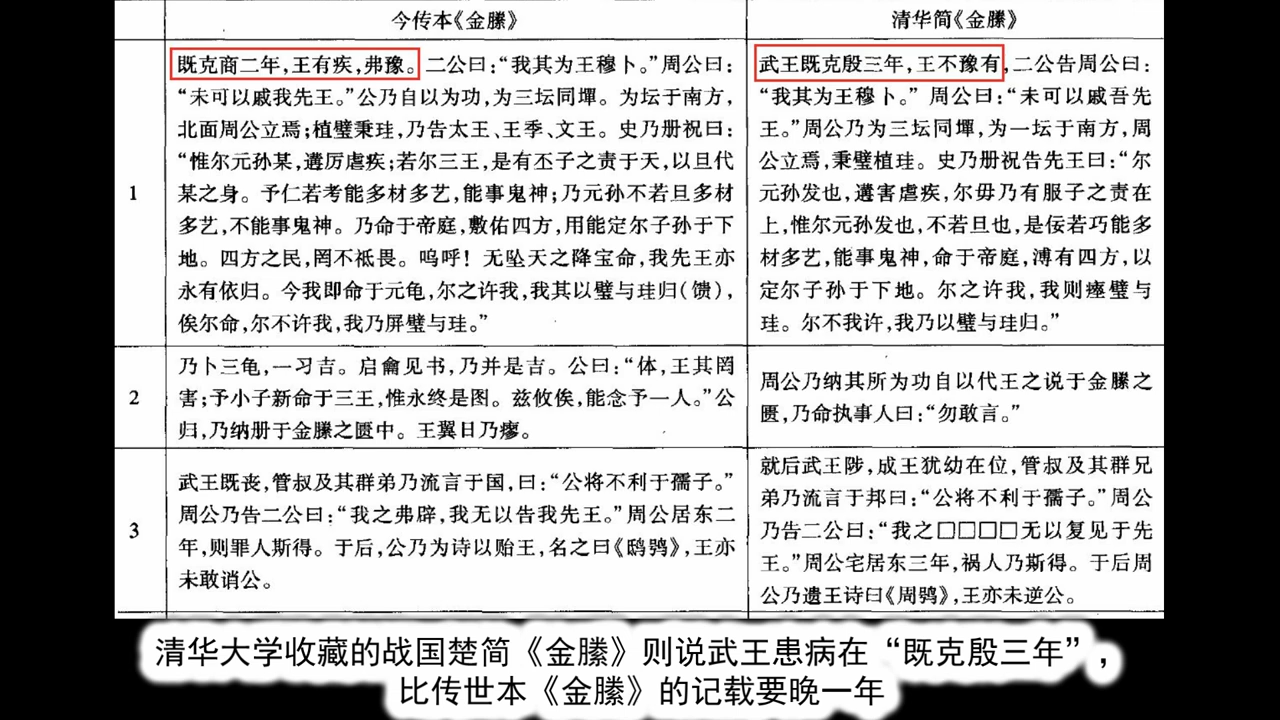 今传本《金縢》
清华简《金縢》
1
既克商二年，王有疾，弗豫。二公曰：“我其为王穆卜。”周公曰：
“未可以戚我先王。”公乃自以为功，为三坛同墠。为坛于南方，
北面周公立焉；植璧秉珪，乃告太王、王季、文王。史乃册祝曰：
“惟尔元孙某，遘厉虐疾；若尔三王，是有丕子之责于天，以旦代
某之身。予仁若考能多材多艺，能事鬼神；乃元孙不若旦多材
多艺，不能事鬼神。乃命于帝庭，敷佑四方，用能定尔子孙于下
地。四方之民，罔不祗畏。呜呼！无坠天之降宝命，我先王亦
永有依归。今我即命于元龟，尔之许我，我其以璧与珪归（馈），
俟尔命，尔不许我，我乃屏璧与珪。”
武王既克殷三年，王不豫有，二公告周公曰：
“我其为王穆卜。”周公曰：“未可以戚吾先
王。”周公乃为三坛同墠，为一坛于南方，周
公立焉，秉璧植珪。史乃册祝告先王曰：“尔
元孙发也，遘害虐疾，尔毋乃有服子之责在
上，惟尔元孙发也，不若旦也，是佞若巧能多
材多艺，能事鬼神，命于帝庭，溥有四方，以
定尔子孙于下地。尔之许我，我则瘗璧与
珪。尔不我许，我乃以璧与珪归。”
2
乃卜三龟，一习吉。启龠见书，乃并是吉。公曰：“体，王其罔
害；予小子新命于三王，惟永终是图。兹攸俟，能念予一人。”公
归，乃纳册于金縢之匮中。王翼日乃瘳。
周公乃纳其所为功自以代王之说于金縢之
匮，乃命执事人曰：“勿敢言。”
3
武王既丧，管叔及其群弟乃流言于国，曰：“公将不利于孺子。”
周公乃告二公曰：“我之弗辟，我无以告我先王。”周公居东二
年，则罪人斯得。于后，公乃为诗以贻王，名之曰《鸱鸮》，王亦
未敢诮公。
就后武王陟，成王犹幼在位，管叔及其群兄
弟乃流言于邦曰：“公将不利于孺子。”周公
乃告二公曰：“我之□□□□无以复见于先
王。”周公宅居东三年，祸人乃斯得。于后周
公乃遗王诗曰《周鸮》，王亦未逆公。
清华大学收藏的战国楚简《金縢》则说武王患病在“既克殷三年”，
比传世本《金縢》的记载要晚一年